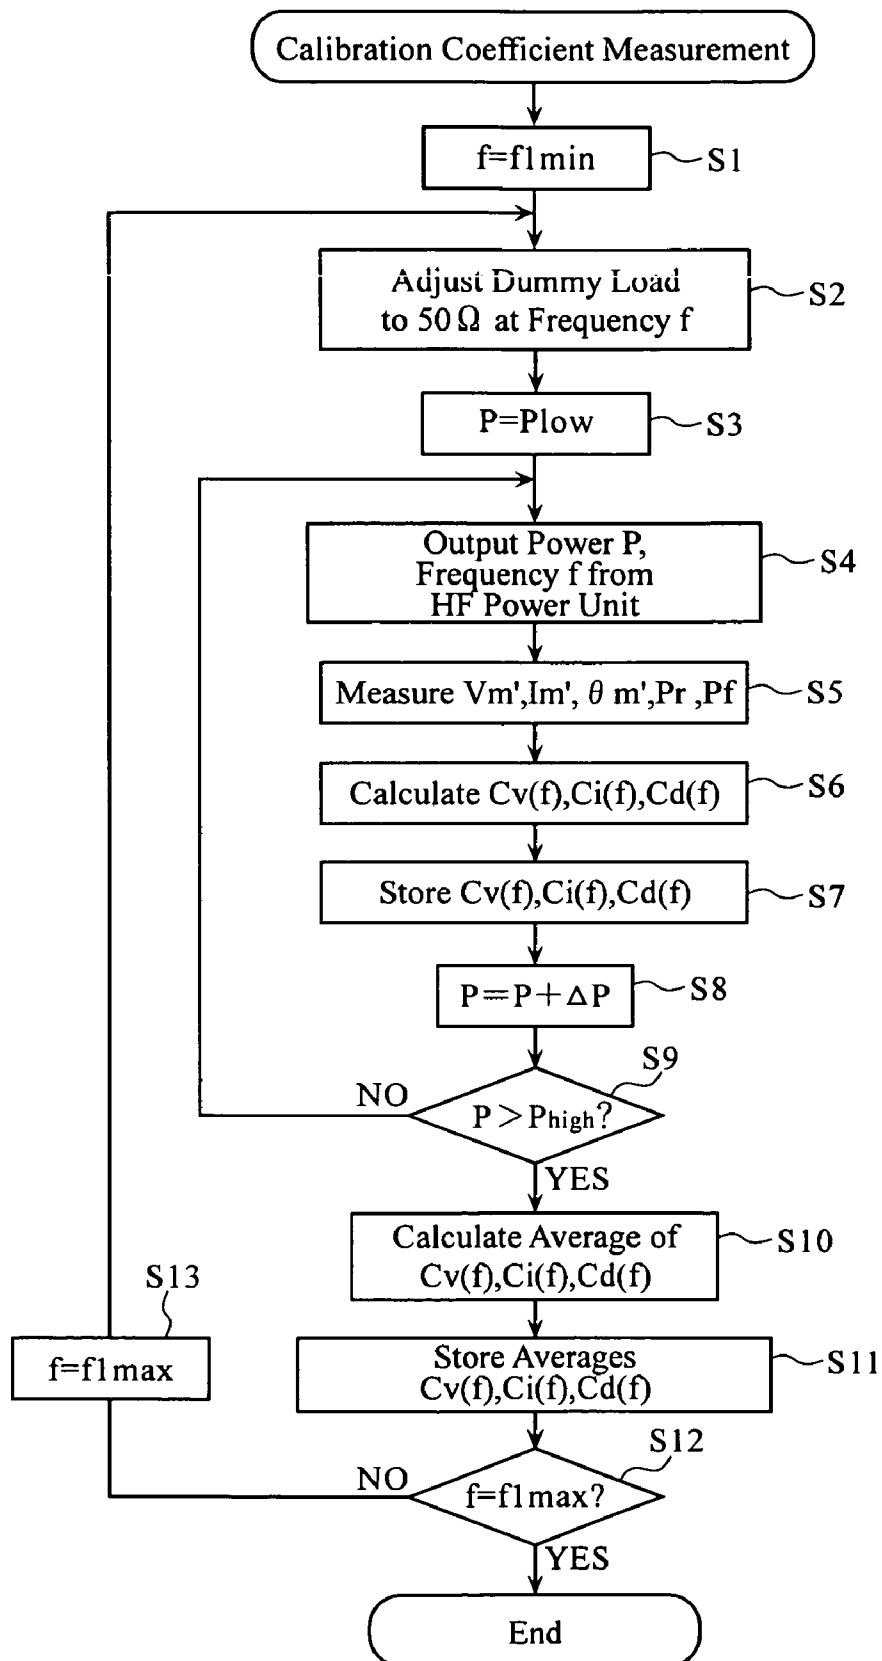 Calibration Coefficient Measurement
f=f1min
S1
Adjust Dummy Load
to 50Ω at Frequency f
S2
P=Plow
S3
Output Power P,
Frequency f from
HF Power Unit
S4
Measure Vm',Im', θm',Pr ,Pf
S5
Calculate Cv(f),Ci(f),Cd(f)
S6
Store Cv(f),Ci(f),Cd(f)
S7
P=P+ΔP
S8
S9
NO
P>Phigh?
YES
Calculate Average of
Cv(f),Ci(f),Cd(f)
S10
S13
f=f1max
Store Averages
Cv(f),Ci(f),Cd(f)
S11
S12
NO
f=f1max?
YES
End